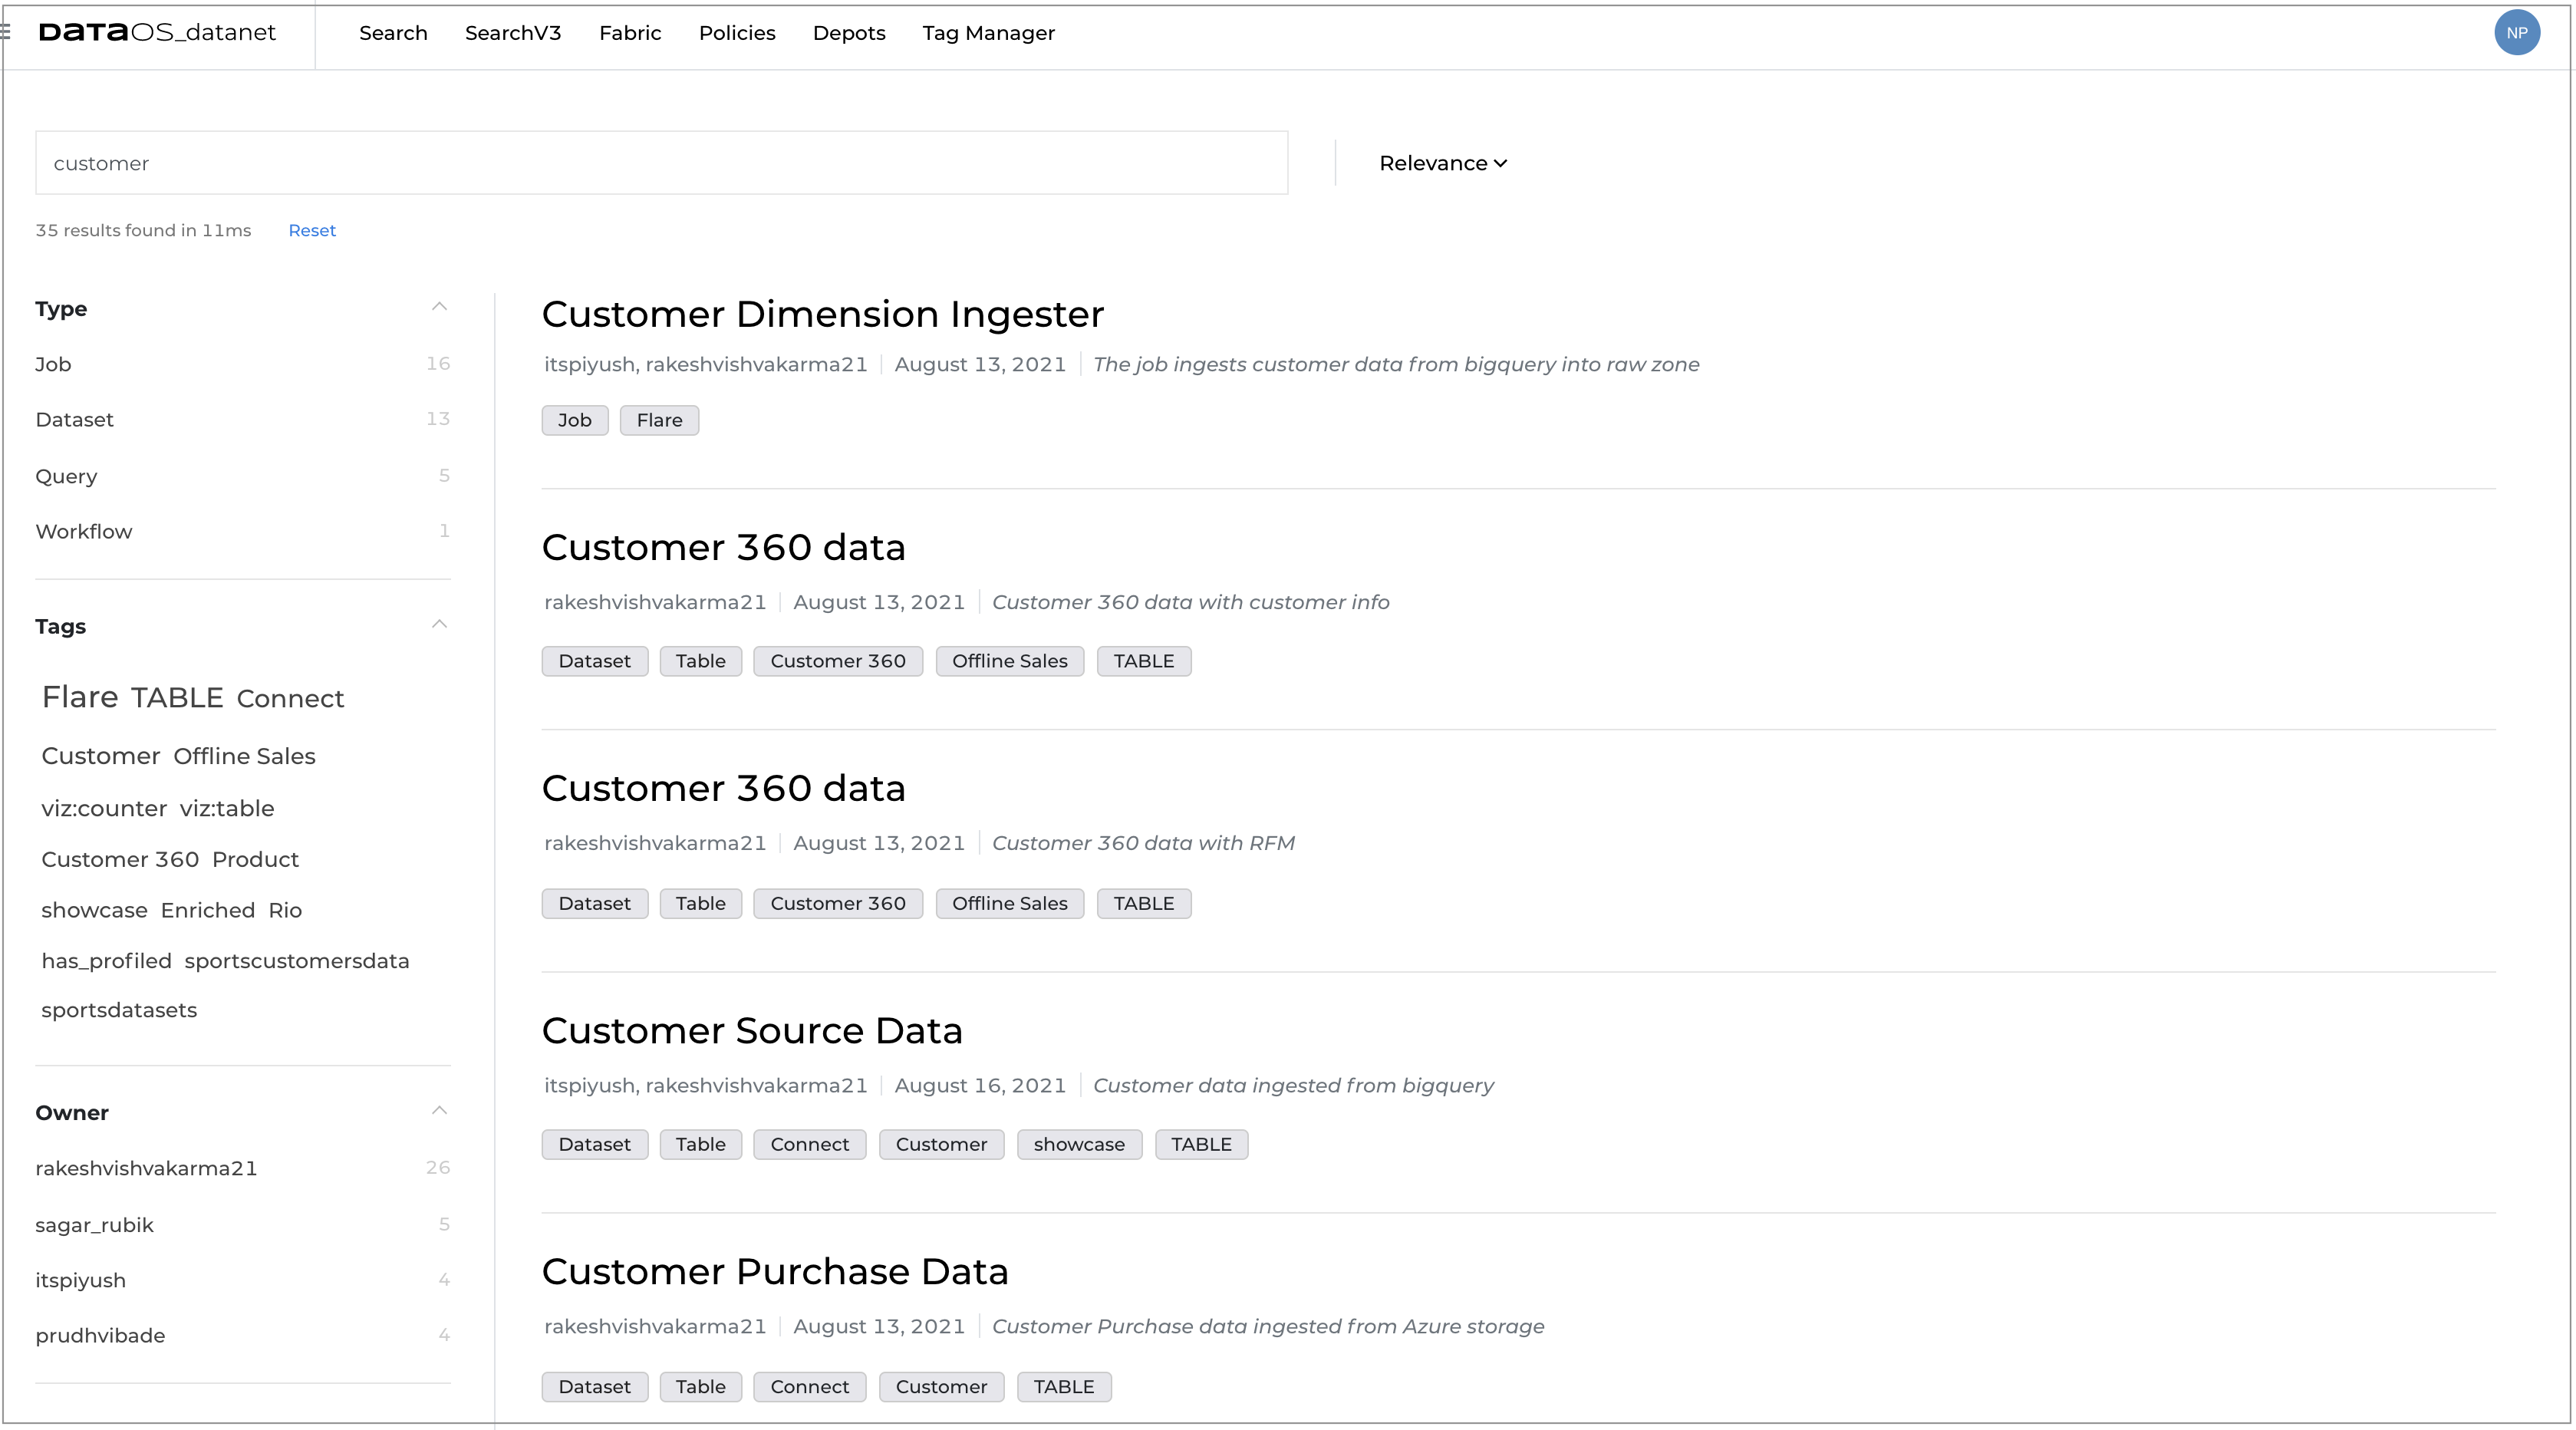 DATAOS_datanet Search SearchV3 Fabric Policies Depots Tag Manager NP
customer Relevance
35 results found in 11ms Reset
Type
Job 16
Dataset 13
Query 5
Workflow 1
Tags
Flare TABLE Connect
Customer Offline Sales
viz:counter viz:table
Customer 360 Product
showcase Enriched Rio
has_profiled sportscustomersdata
sportsdatasets
Owner
rakeshvishvakarma21 26
sagar_rubik 5
itspiyush 4
prudhvibade 4
Customer Dimension Ingester
itspiyush, rakeshvishvakarma21 August 13, 2021 The job ingests customer data from bigquery into raw zone
Job Flare
Customer 360 data
rakeshvishvakarma21 August 13, 2021 Customer 360 data with customer info
Dataset Table Customer 360 Offline Sales TABLE
Customer 360 data
rakeshvishvakarma21 August 13, 2021 Customer 360 data with RFM
Dataset Table Customer 360 Offline Sales TABLE
Customer Source Data
itspiyush, rakeshvishvakarma21 August 16, 2021 Customer data ingested from bigquery
Dataset Table Connect Customer showcase TABLE
Customer Purchase Data
rakeshvishvakarma21 August 13, 2021 Customer Purchase data ingested from Azure storage
Dataset Table Connect Customer TABLE